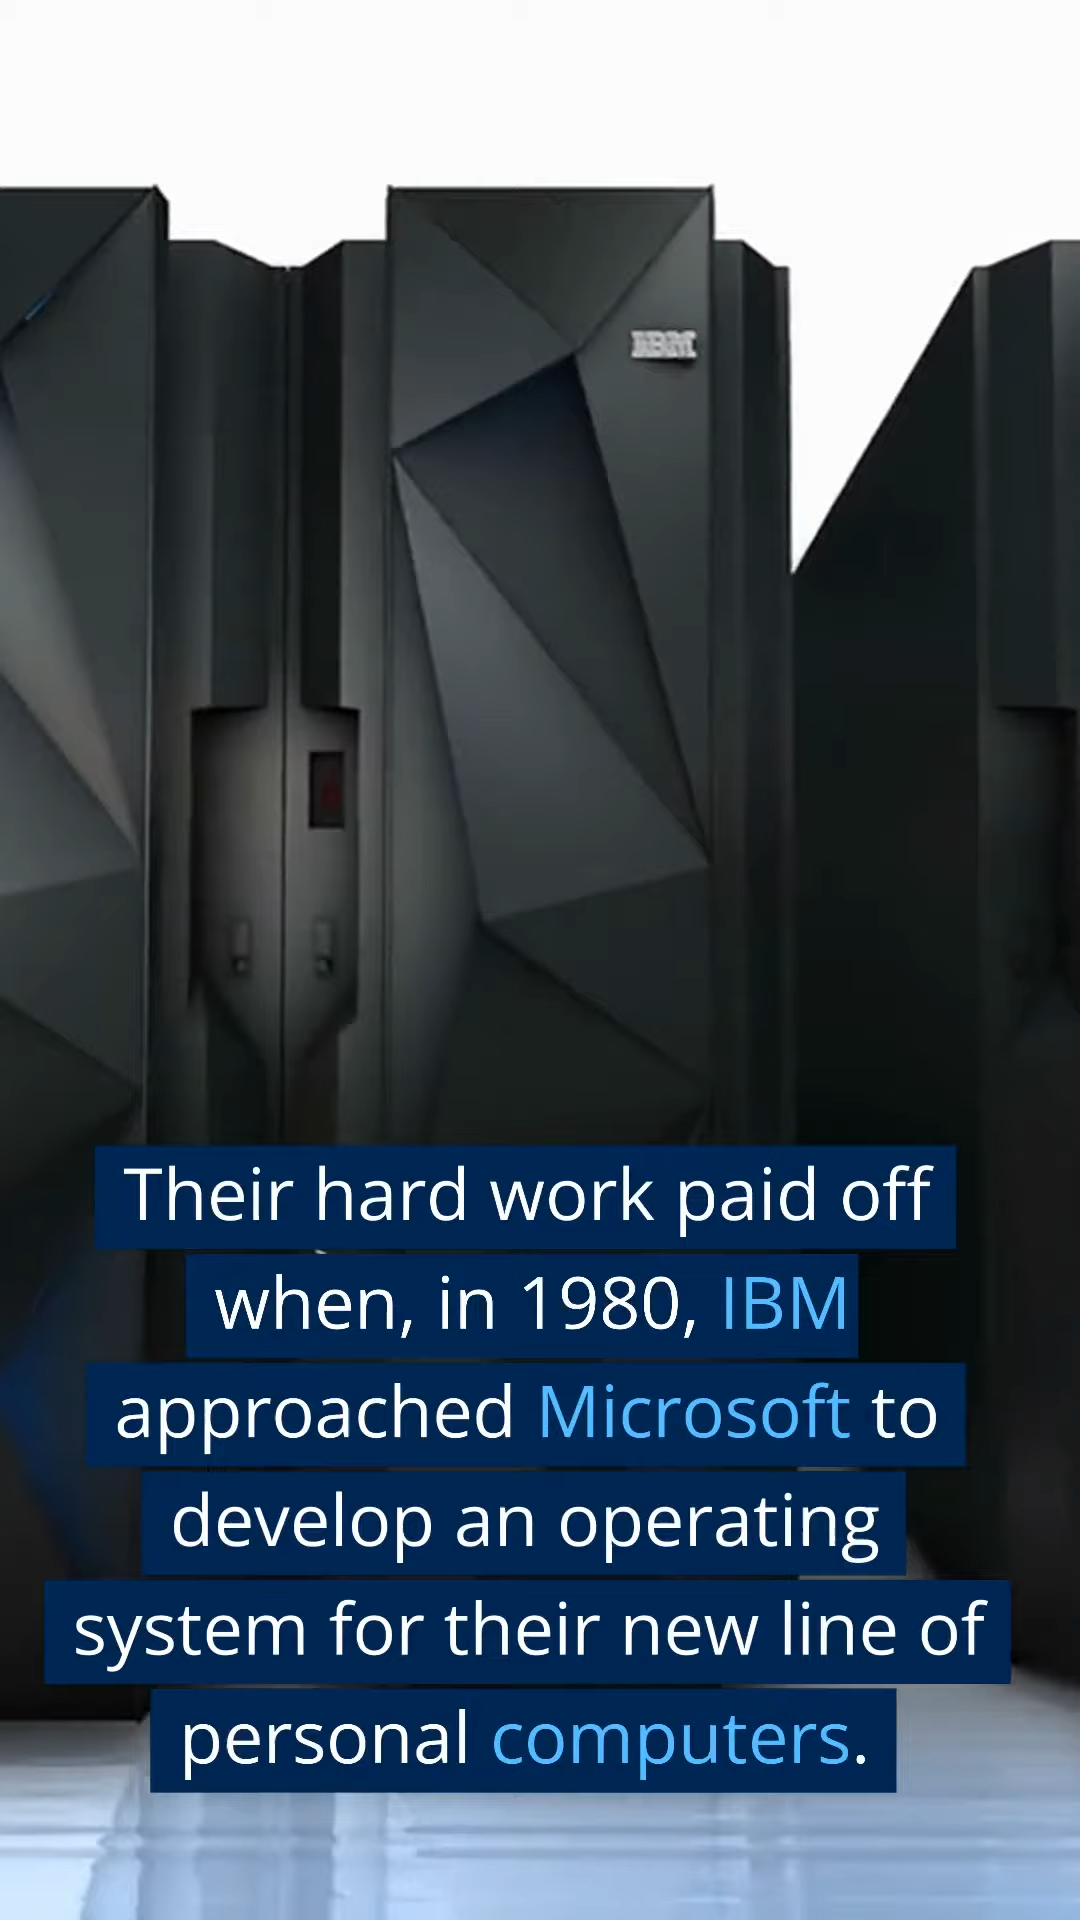 IBM
Their hard work paid off
when, in 1980, IBM
approached Microsoft to
develop an operating
system for their new line of
personal computers.